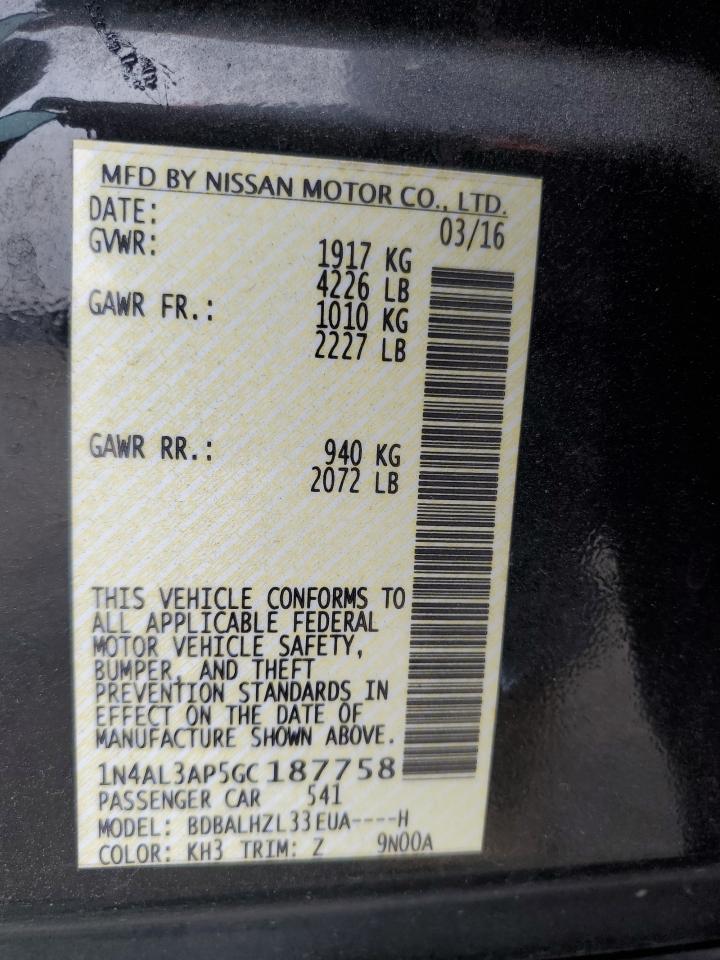 MFD BY NISSAN MOTOR CO., LTD.
DATE: 03/16
GVWR: 1917 KG
4226 LB
GAWR FR.: 1010 KG
2227 LB
GAWR RR.: 940 KG
2072 LB
THIS VEHICLE CONFORMS TO
ALL APPLICABLE FEDERAL
MOTOR VEHICLE SAFETY,
BUMPER, AND THEFT
PREVENTION STANDARDS IN
EFFECT ON THE DATE OF
MANUFACTURE SHOWN ABOVE.
1N4AL3AP5GC187758
PASSENGER CAR 541
MODEL: BDBALHZL33EUA----H
COLOR: KH3 TRIM: Z 9N00A